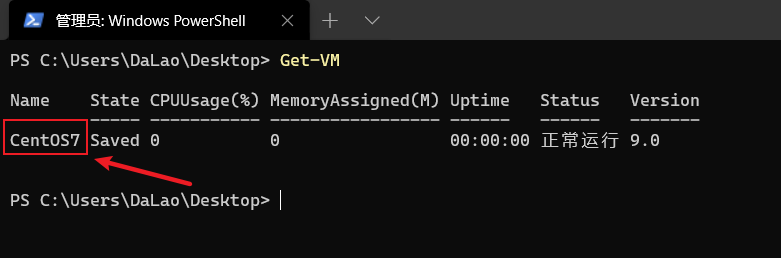 管理员: Windows PowerShell
PS C:\Users\DaLao\Desktop> Get-VM
Name State CPUUsage(%) MemoryAssigned(M) Uptime Status Version
---- ----- ----------- ----------------- ------ ------ -------
CentOS7 Saved 0 0 00:00:00 正常运行 9.0
PS C:\Users\DaLao\Desktop>